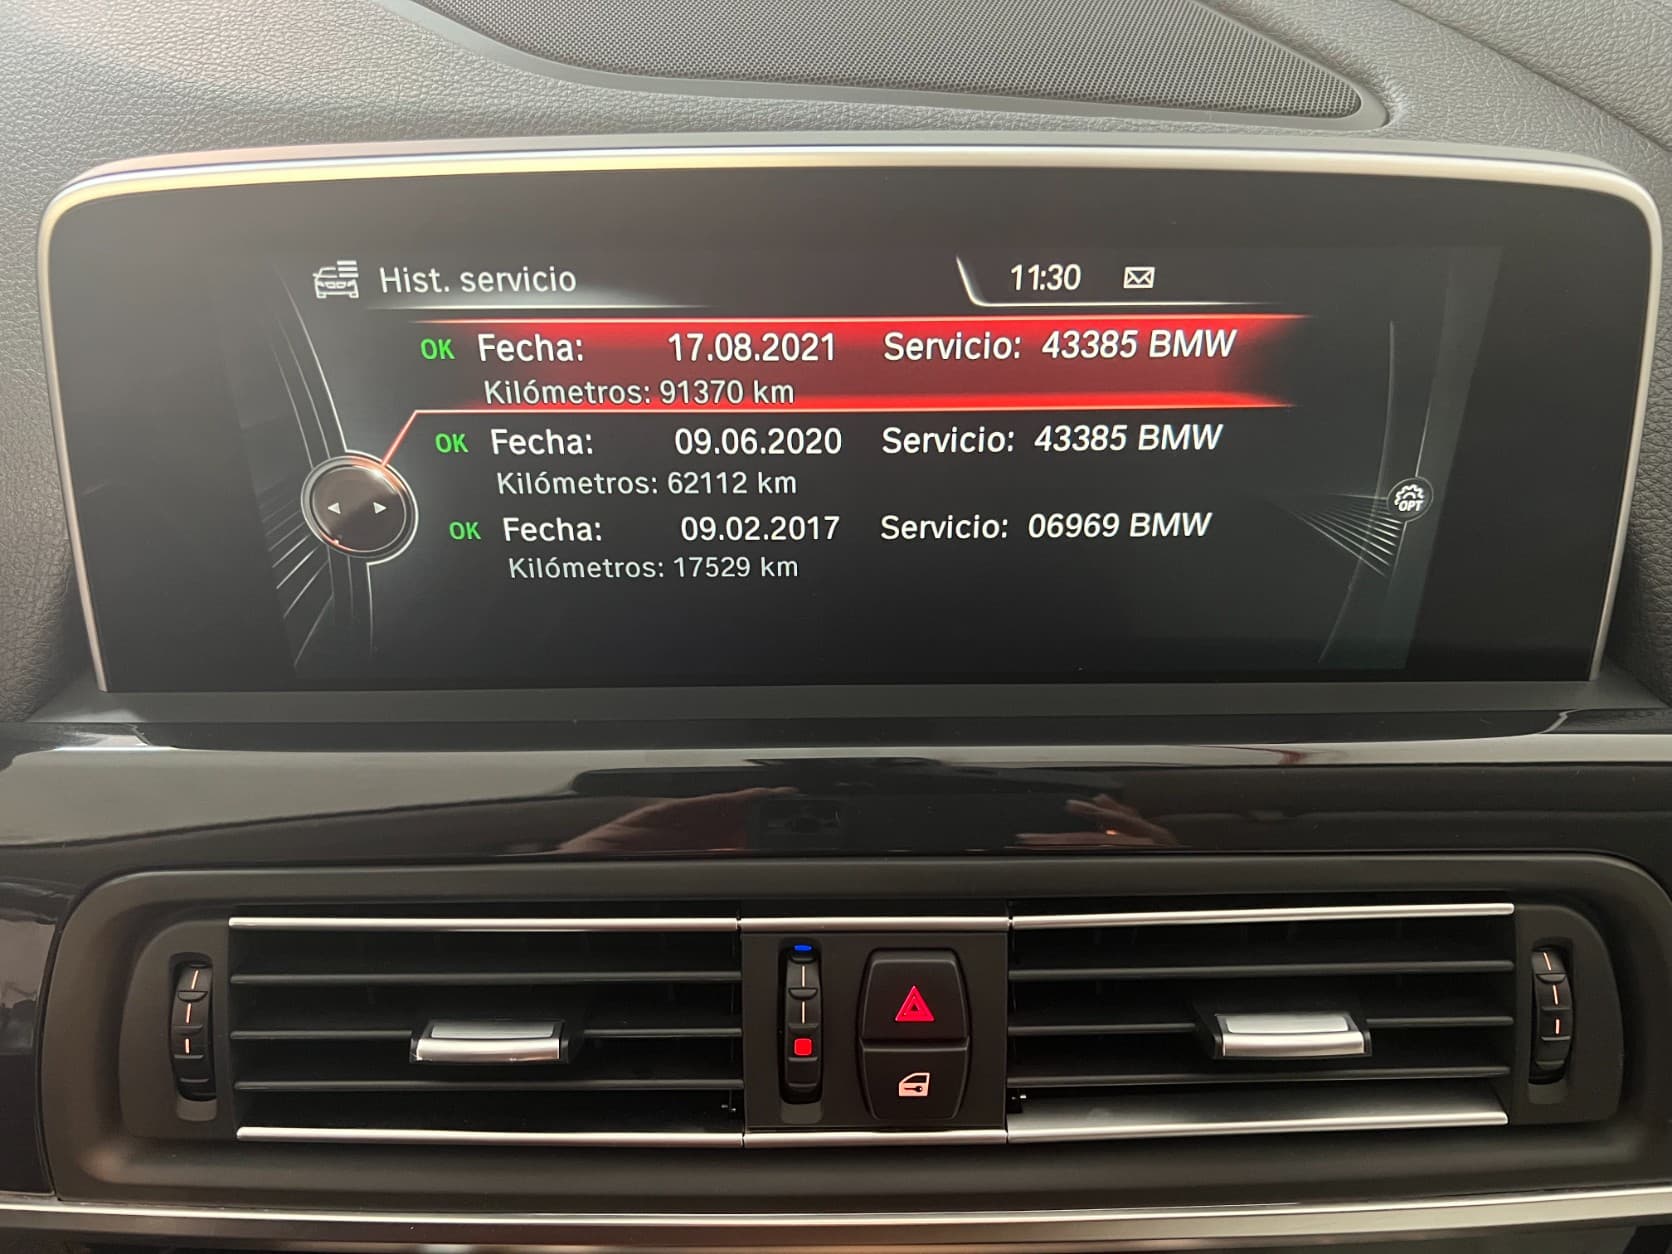 Hist. servicio 11:30
OK Fecha: 17.08.2021 Servicio: 43385 BMW
Kilómetros: 91370 km
OK Fecha: 09.06.2020 Servicio: 43385 BMW
Kilómetros: 62112 km
OPT
OK Fecha: 09.02.2017 Servicio: 06969 BMW
Kilómetros: 17529 km